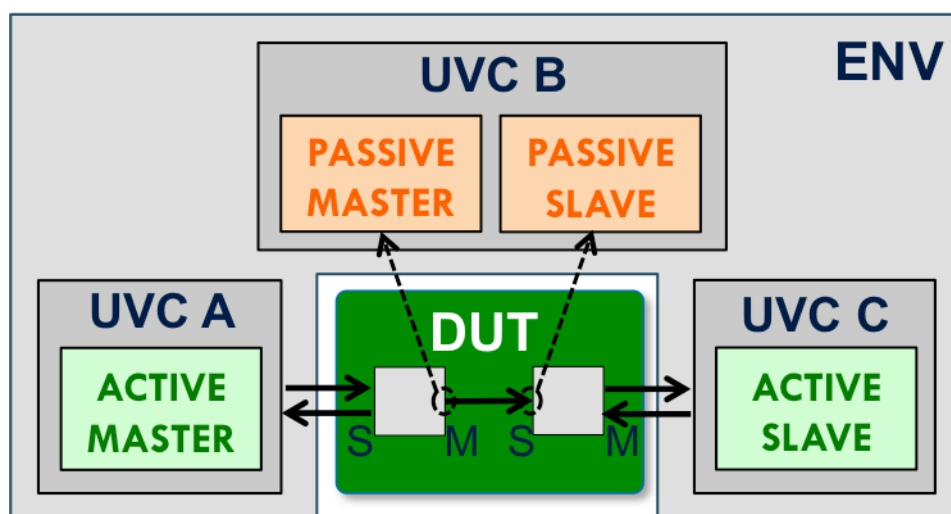 ENV
UVC B
PASSIVE
MASTER
PASSIVE
SLAVE
UVC A
ACTIVE
MASTER
DUT
S
M
S
M
UVC C
ACTIVE
SLAVE